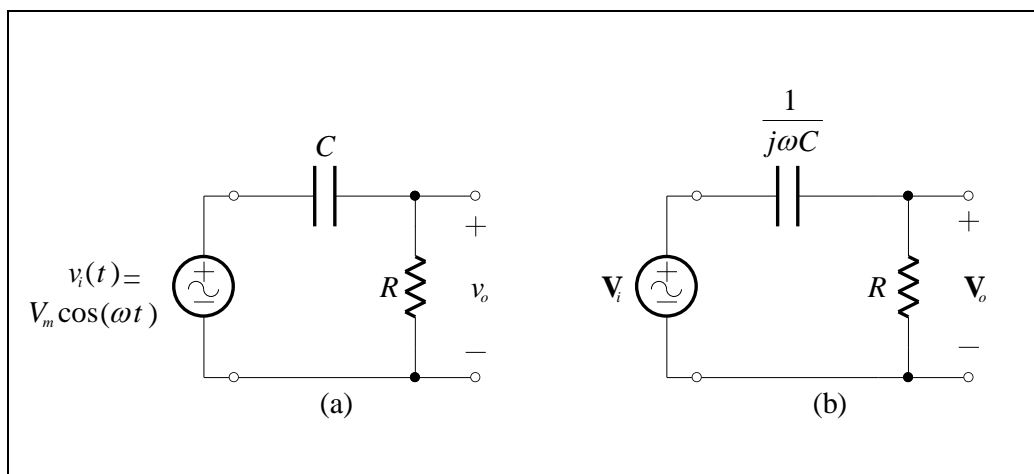 C
v_i(t) =
V_m cos(ωt)
+
−
R
+
v_o
−
(a)
1
jωC
V_i
+
−
R
+
V_o
−
(b)